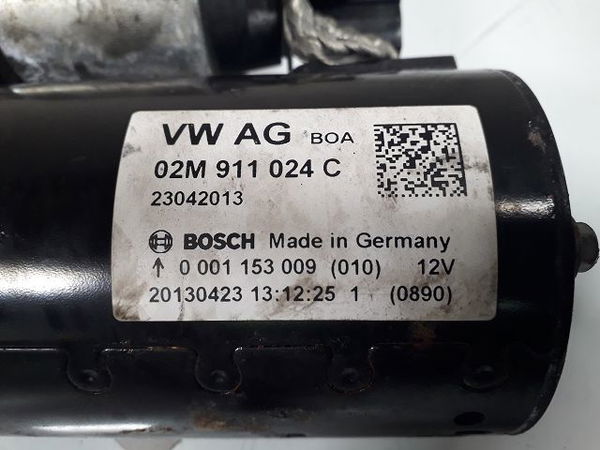 VW AG BOA
02M 911 024 C
23042013
BOSCH Made in Germany
↑ 0 001 153 009 (010) 12V
20130423 13:12:25 1 (0890)